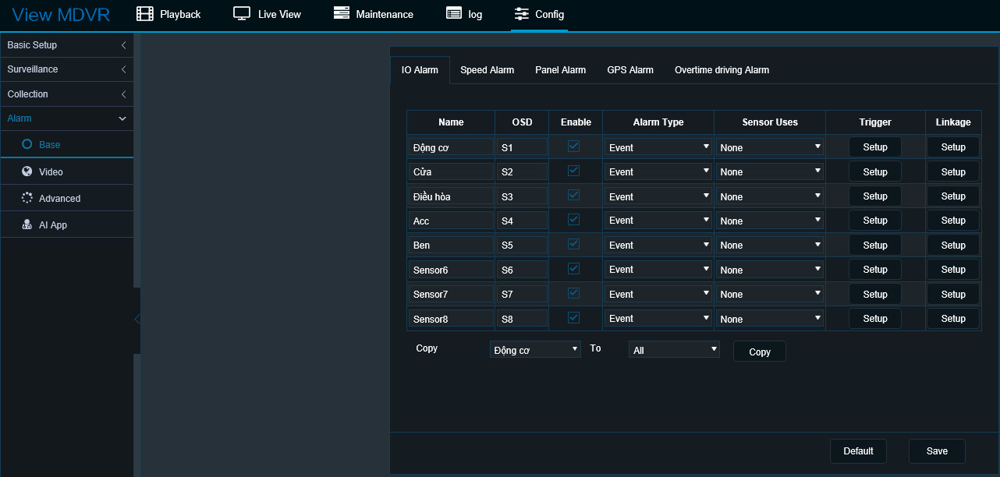 View MDVR Playback Live View Maintenance log Config
Basic Setup
Surveillance
Collection
Alarm
Base
Video
Advanced
AI App
IO Alarm Speed Alarm Panel Alarm GPS Alarm Overtime driving Alarm
Name OSD Enable Alarm Type Sensor Uses Trigger Linkage
Động cơ S1 Event None Setup Setup
Cửa S2 Event None Setup Setup
Điều hòa S3 Event None Setup Setup
Acc S4 Event None Setup Setup
Ben S5 Event None Setup Setup
Sensor6 S6 Event None Setup Setup
Sensor7 S7 Event None Setup Setup
Sensor8 S8 Event None Setup Setup
Copy Động cơ To All Copy
Default Save